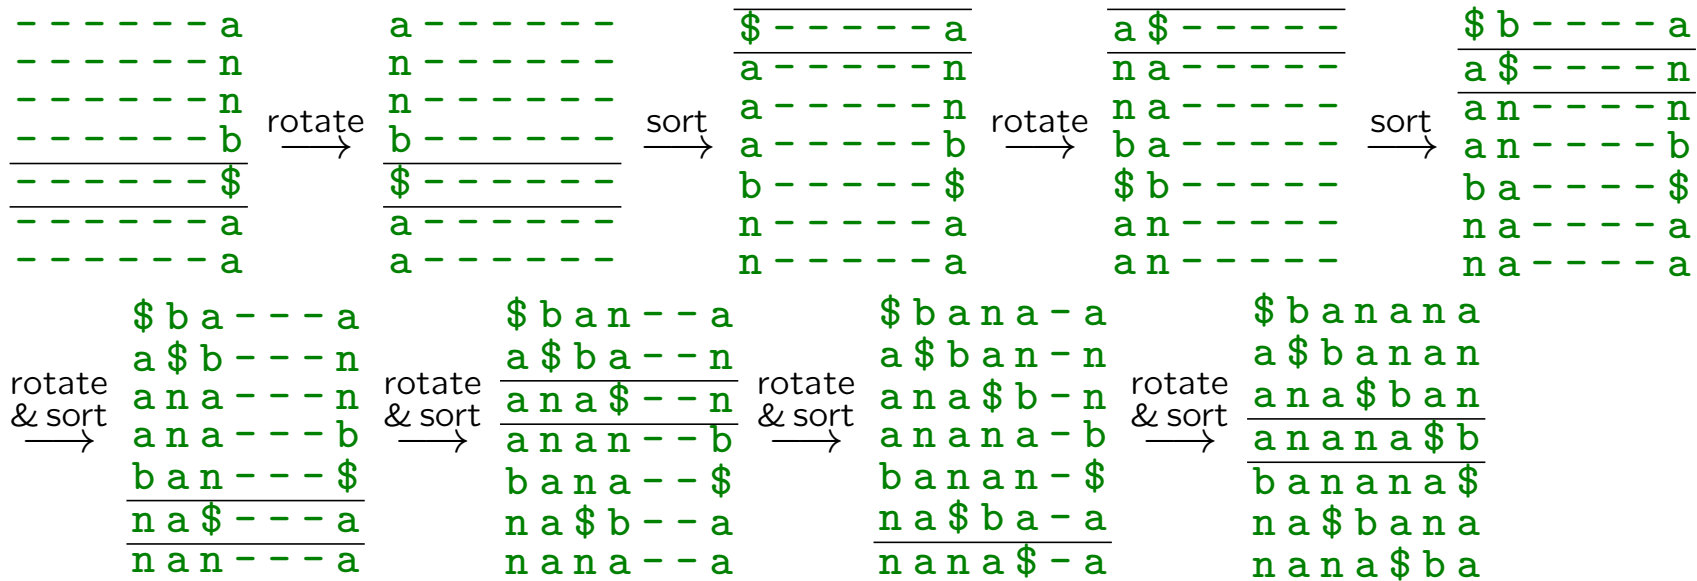 ------a
------n
------n
------b
------$
------a
------a
rotate
⟶
a------
n------
n------
b------
$------
a------
a------
sort
⟶
$-----a
a-----n
a-----n
a-----b
b-----$
n-----a
n-----a
rotate
⟶
a$-----
na-----
na-----
ba-----
$b-----
an-----
an-----
sort
⟶
$b----a
a$----n
an----n
an----b
ba----$
na----a
na----a
rotate
& sort
⟶
$ba---a
a$b---n
ana---n
ana---b
ban---$
na$---a
nan---a
rotate
& sort
⟶
$ban--a
a$ba--n
ana$--n
anan--b
bana--$
na$b--a
nana--a
rotate
& sort
⟶
$bana-a
a$ban-n
ana$b-n
anana-b
banan-$
na$ba-a
nana$-a
rotate
& sort
⟶
$banana
a$banan
ana$ban
anana$b
banana$
na$bana
nana$ba